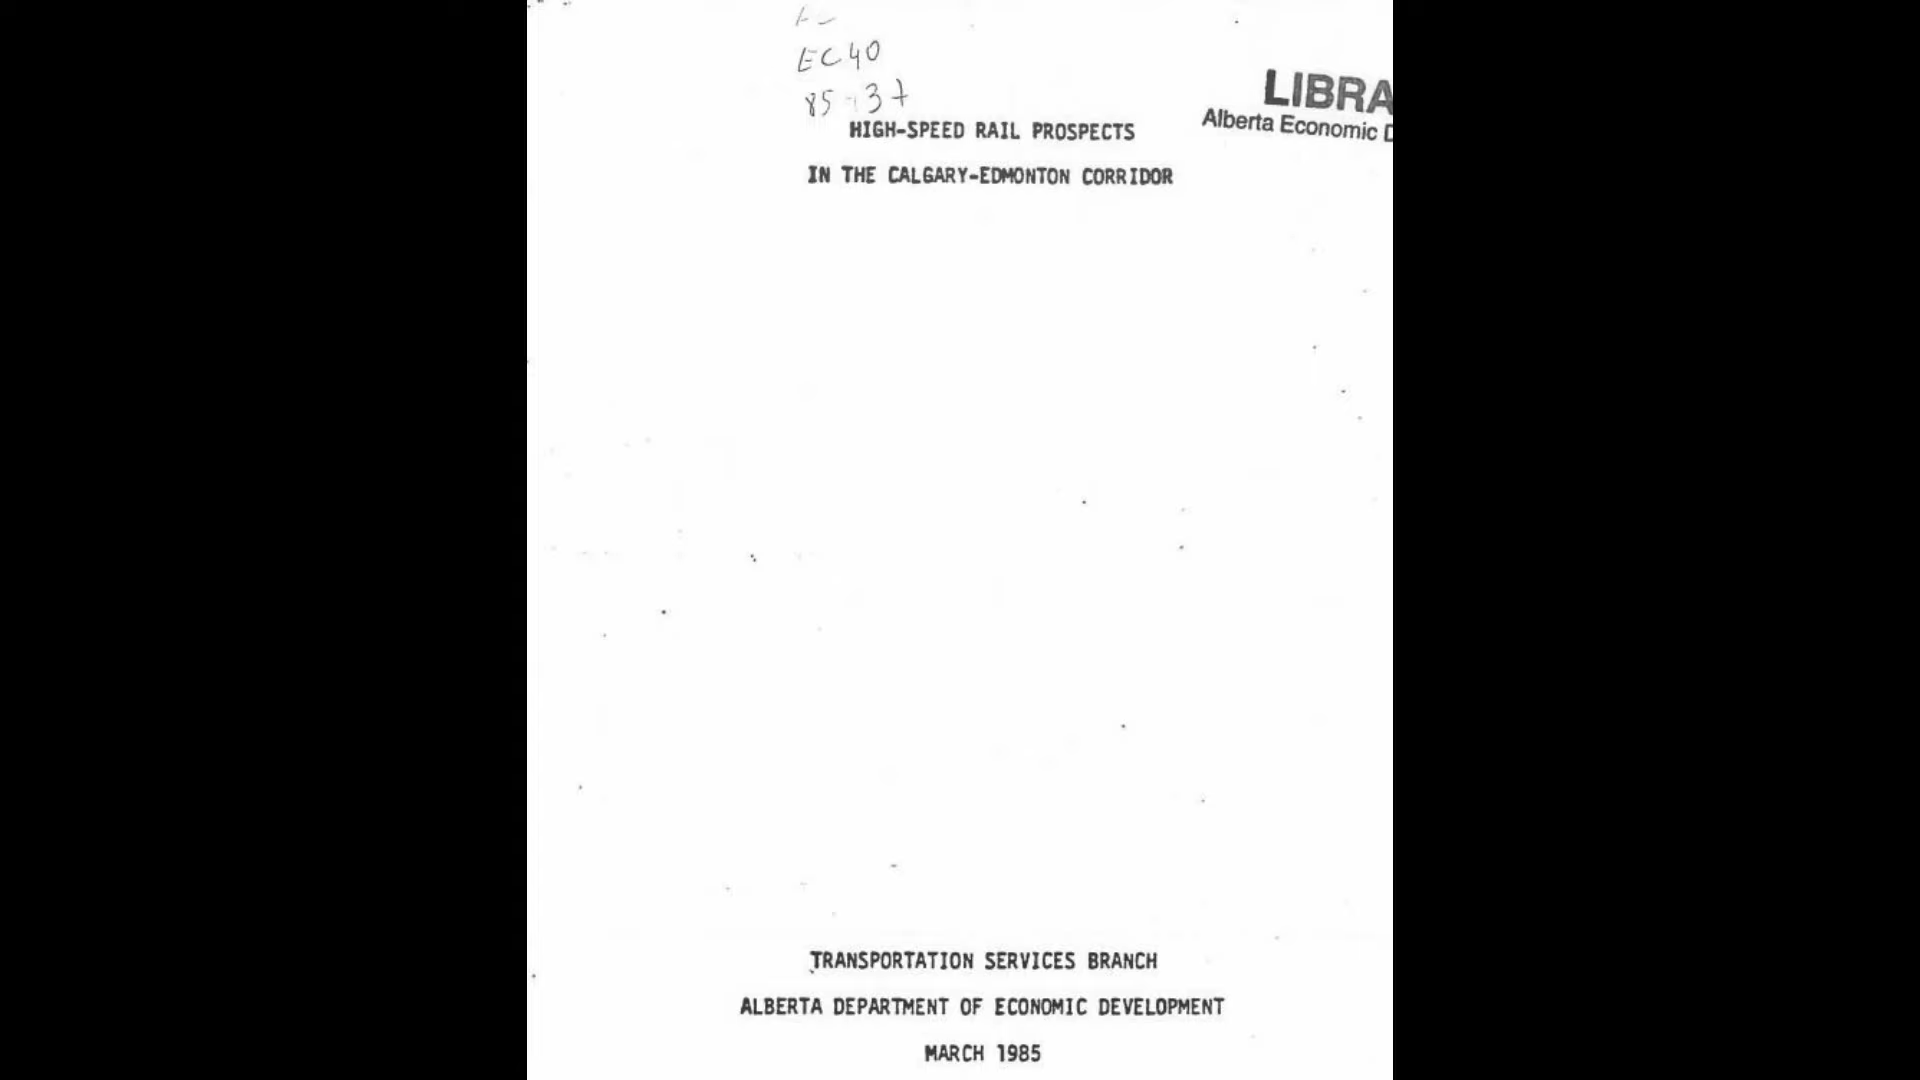 EC40
85-37
LIBRA
Alberta Economic D
HIGH-SPEED RAIL PROSPECTS
IN THE CALGARY-EDMONTON CORRIDOR
TRANSPORTATION SERVICES BRANCH
ALBERTA DEPARTMENT OF ECONOMIC DEVELOPMENT
MARCH 1985